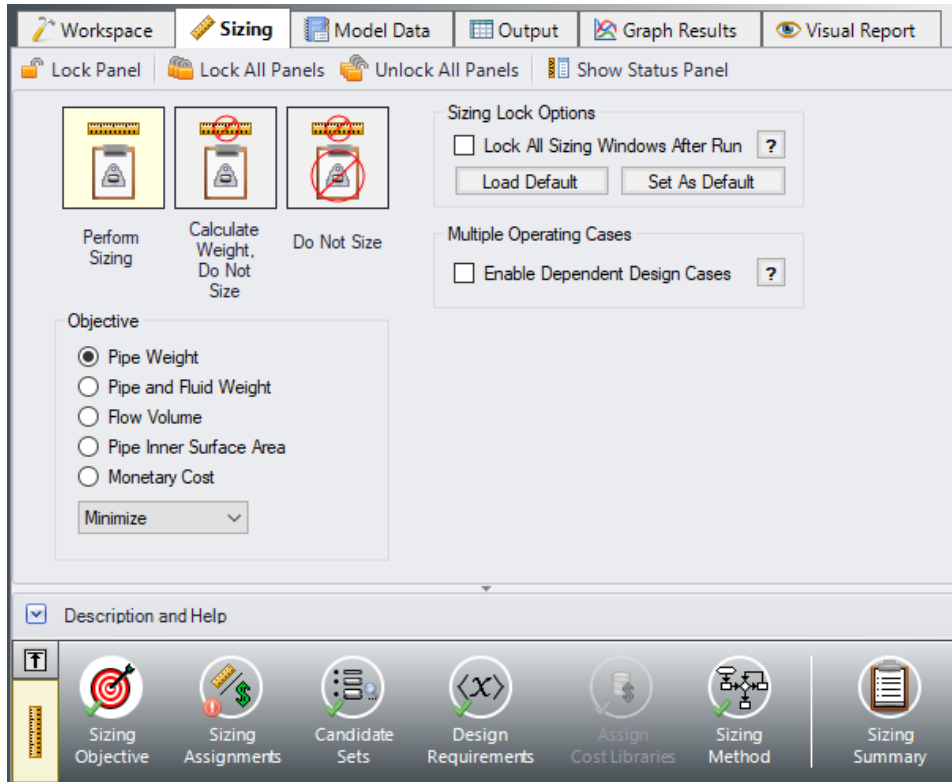 Workspace Sizing Model Data Output Graph Results Visual Report
Lock Panel Lock All Panels Unlock All Panels Show Status Panel
Perform
Sizing
Calculate
Weight,
Do Not
Size
Do Not Size
Sizing Lock Options
Lock All Sizing Windows After Run ?
Load Default Set As Default
Multiple Operating Cases
Enable Dependent Design Cases ?
Objective
Pipe Weight
Pipe and Fluid Weight
Flow Volume
Pipe Inner Surface Area
Monetary Cost
Minimize
Description and Help
Sizing
Objective
Sizing
Assignments
Candidate
Sets
Design
Requirements
Assign
Cost Libraries
Sizing
Method
Sizing
Summary